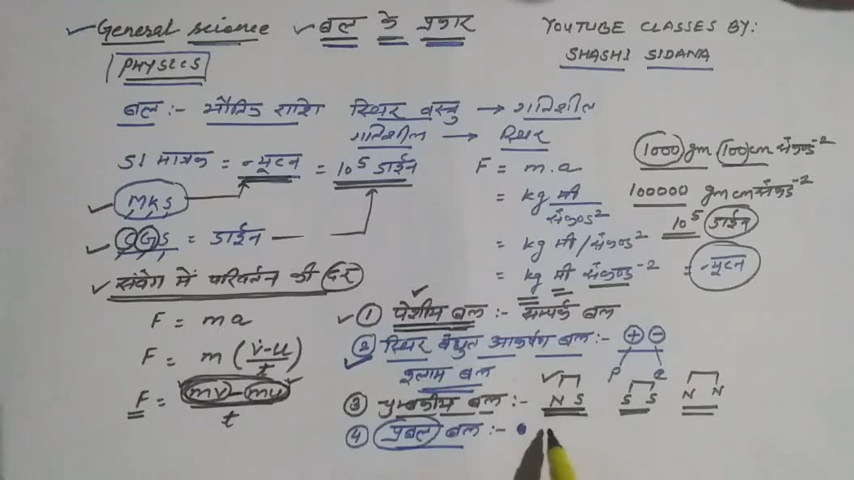 General science बल के प्रकार YOUTUBE CLASSES BY:
PHYSICS SHASHI SIDANA
बल :- भौतिक राशि स्थिर वस्तु → गतिशील
गतिशील → स्थिर
SI मात्रक = न्यूटन = 10⁵ डाईन F = m.a 1000 gm 100 cm सेकण्ड⁻²
MKS = kg मी / सेकण्ड² 100000 gm cm सेकण्ड⁻²
CGS = डाईन = kg मी/सेकण्ड² 10⁵ डाईन
संवेग में परिवर्तन की दर = kg मी सेकण्ड⁻² = न्यूटन
F = ma ① पेशीय बल :- सम्पर्क बल
F = m (v-u/t) ② स्थिर वैद्युत आकर्षण बल :- + -
कुलाम बल P e
F = mv - mu / t ③ चुम्बकीय बल :- N S S S N N
④ प्रबल बल :-